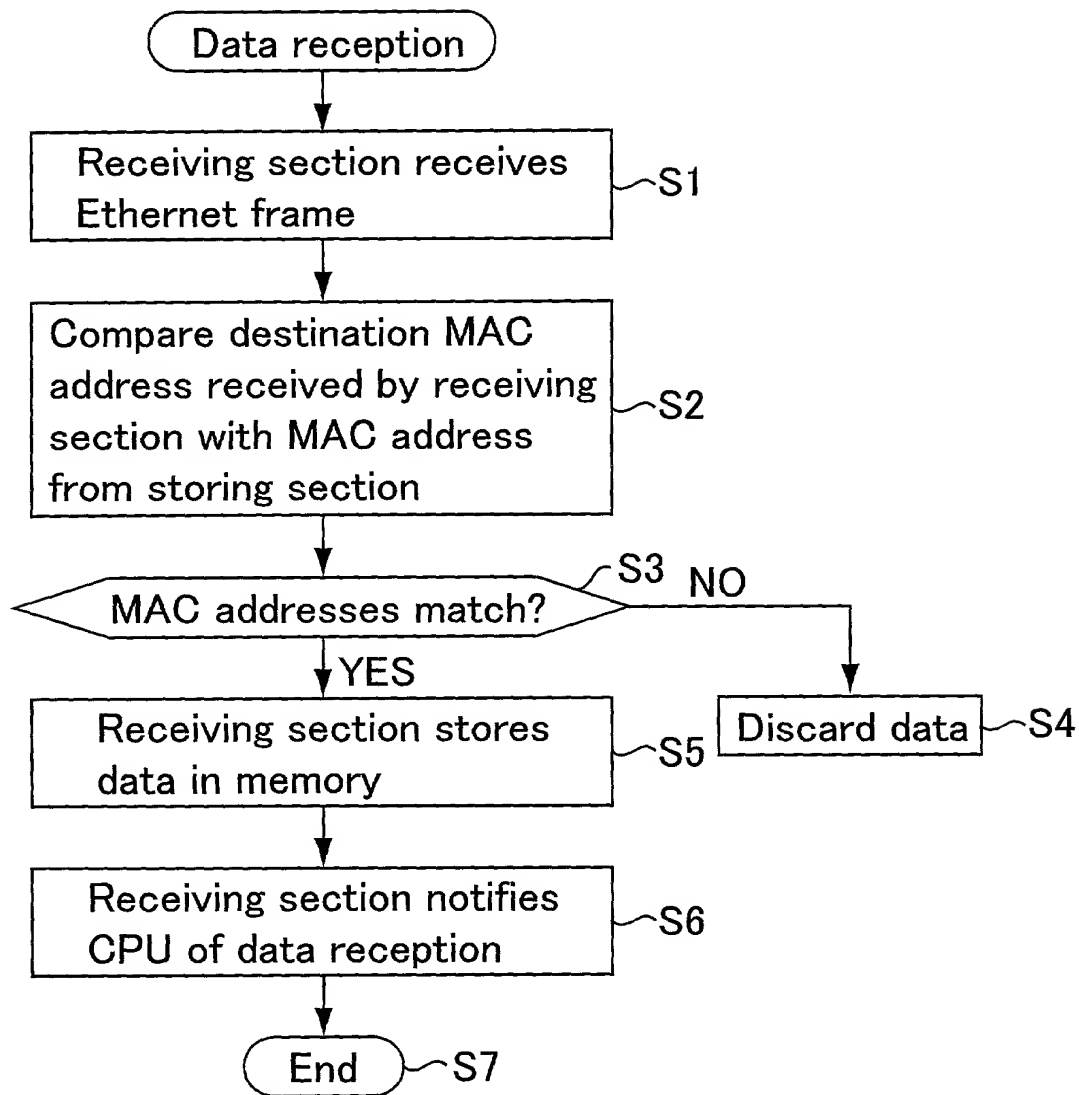 Data reception
Receiving section receives
Ethernet frame
S1
Compare destination MAC
address received by receiving
section with MAC address
from storing section
S2
S3
NO
MAC addresses match?
YES
Receiving section stores
data in memory
S5
Discard data
S4
Receiving section notifies
CPU of data reception
S6
End
S7